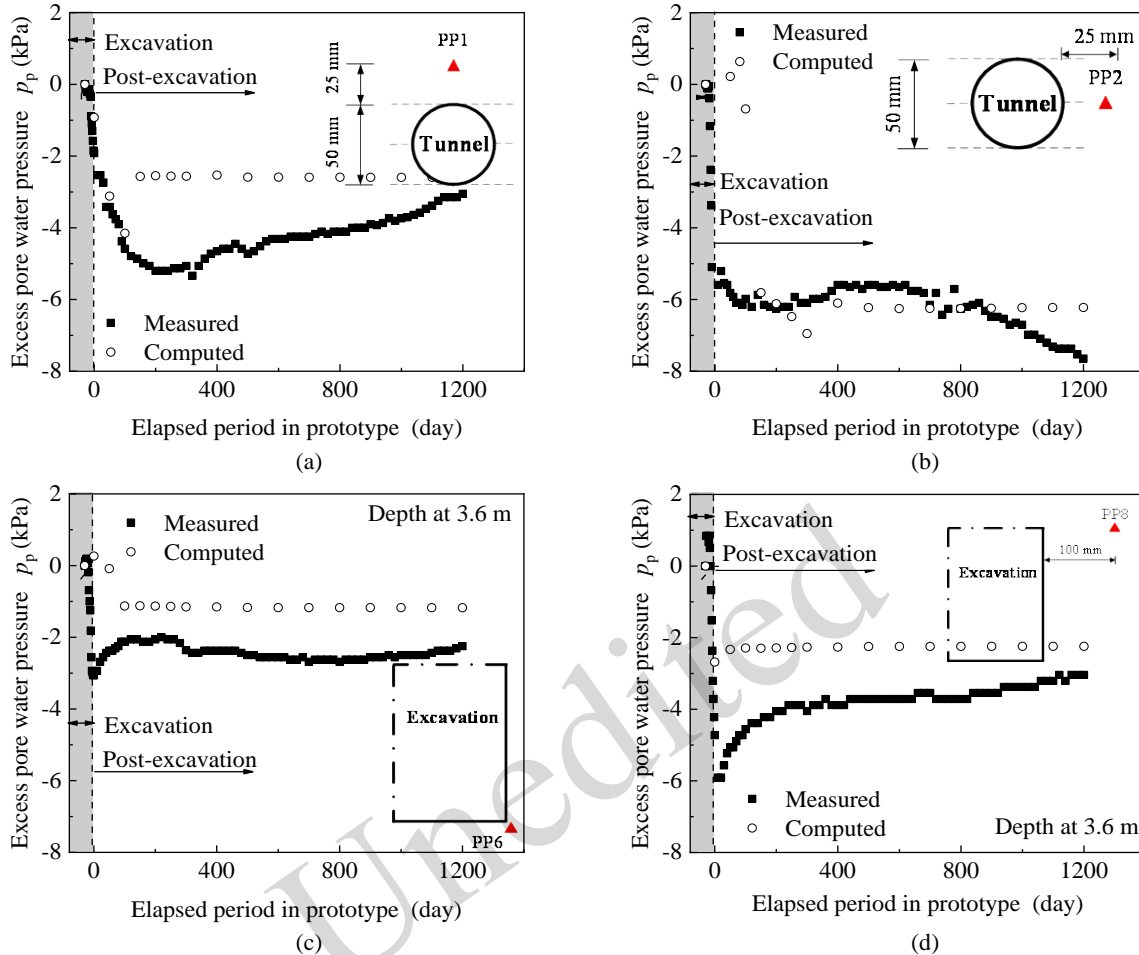 2
0
-2
-4
-6
-8
Excess pore water pressure pp (kPa)
Excavation
Post-excavation
PP1
25 mm
50 mm
Tunnel
Measured
Computed
0 400 800 1200
Elapsed period in prototype (day)
(a)
2
0
-2
-4
-6
-8
Excess pore water pressure pp (kPa)
Measured
Computed
25 mm
PP2
50 mm
Tunnel
Excavation
Post-excavation
0 400 800 1200
Elapsed period in prototype (day)
(b)
2
0
-2
-4
-6
-8
Excess pore water pressure pp (kPa)
Measured
Computed
Depth at 3.6 m
Excavation
Excavation
Post-excavation
PP6
0 400 800 1200
Elapsed period in prototype (day)
(c)
2
0
-2
-4
-6
-8
Excess pore water pressure pp (kPa)
Excavation
Post-excavation
PP8
100 mm
Excavation
Measured
Computed
Depth at 3.6 m
0 400 800 1200
Elapsed period in prototype (day)
(d)
Unedited